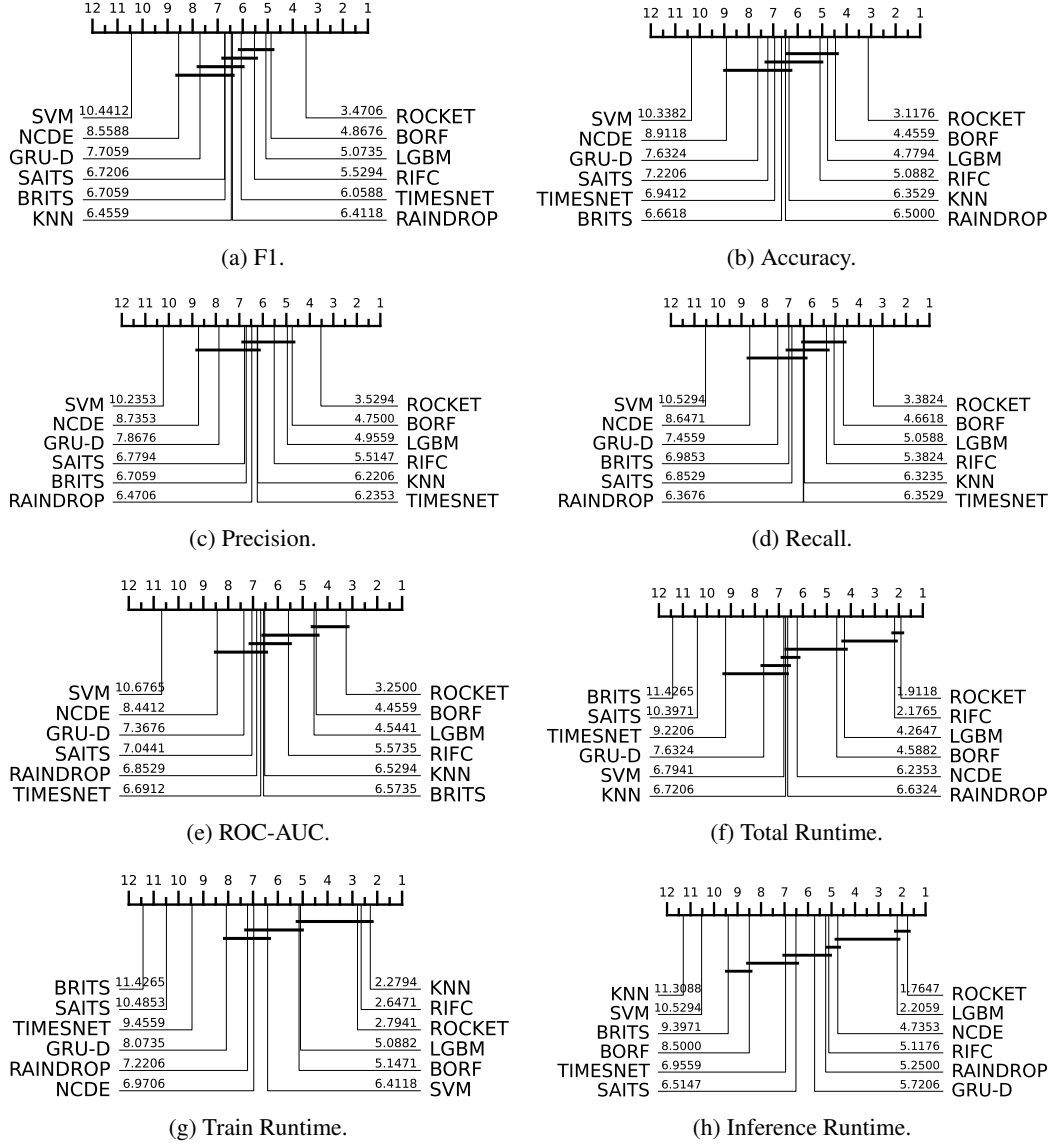 12 11 10 9 8 7 6 5 4 3 2 1
SVM 10.4412 3.4706 ROCKET
NCDE 8.5588 4.8676 BORF
GRU-D 7.7059 5.0735 LGBM
SAITS 6.7206 5.5294 RIFC
BRITS 6.7059 6.0588 TIMESNET
KNN 6.4559 6.4118 RAINDROP
(a) F1.
12 11 10 9 8 7 6 5 4 3 2 1
SVM 10.3382 3.1176 ROCKET
NCDE 8.9118 4.4559 BORF
GRU-D 7.6324 4.7794 LGBM
SAITS 7.2206 5.0882 RIFC
TIMESNET 6.9412 6.3529 KNN
BRITS 6.6618 6.5000 RAINDROP
(b) Accuracy.
12 11 10 9 8 7 6 5 4 3 2 1
SVM 10.2353 3.5294 ROCKET
NCDE 8.7353 4.7500 BORF
GRU-D 7.8676 4.9559 LGBM
SAITS 6.7794 5.5147 RIFC
BRITS 6.7059 6.2206 KNN
RAINDROP 6.4706 6.2353 TIMESNET
(c) Precision.
12 11 10 9 8 7 6 5 4 3 2 1
SVM 10.5294 3.3824 ROCKET
NCDE 8.6471 4.6618 BORF
GRU-D 7.4559 5.0588 LGBM
BRITS 6.9853 5.3824 RIFC
SAITS 6.8529 6.3235 KNN
RAINDROP 6.3676 6.3529 TIMESNET
(d) Recall.
12 11 10 9 8 7 6 5 4 3 2 1
SVM 10.6765 3.2500 ROCKET
NCDE 8.4412 4.4559 BORF
GRU-D 7.3676 4.5441 LGBM
SAITS 7.0441 5.5735 RIFC
RAINDROP 6.8529 6.5294 KNN
TIMESNET 6.6912 6.5735 BRITS
(e) ROC-AUC.
12 11 10 9 8 7 6 5 4 3 2 1
BRITS 11.4265 1.9118 ROCKET
SAITS 10.3971 2.1765 RIFC
TIMESNET 9.2206 4.2647 LGBM
GRU-D 7.6324 4.5882 BORF
SVM 6.7941 6.2353 NCDE
KNN 6.7206 6.6324 RAINDROP
(f) Total Runtime.
12 11 10 9 8 7 6 5 4 3 2 1
BRITS 11.4265 2.2794 KNN
SAITS 10.4853 2.6471 RIFC
TIMESNET 9.4559 2.7941 ROCKET
GRU-D 8.0735 5.0882 LGBM
RAINDROP 7.2206 5.1471 BORF
NCDE 6.9706 6.4118 SVM
(g) Train Runtime.
12 11 10 9 8 7 6 5 4 3 2 1
KNN 11.3088 1.7647 ROCKET
SVM 10.5294 2.2059 LGBM
BRITS 9.3971 4.7353 NCDE
BORF 8.5000 5.1176 RIFC
TIMESNET 6.9559 5.2500 RAINDROP
SAITS 6.5147 5.7206 GRU-D
(h) Inference Runtime.